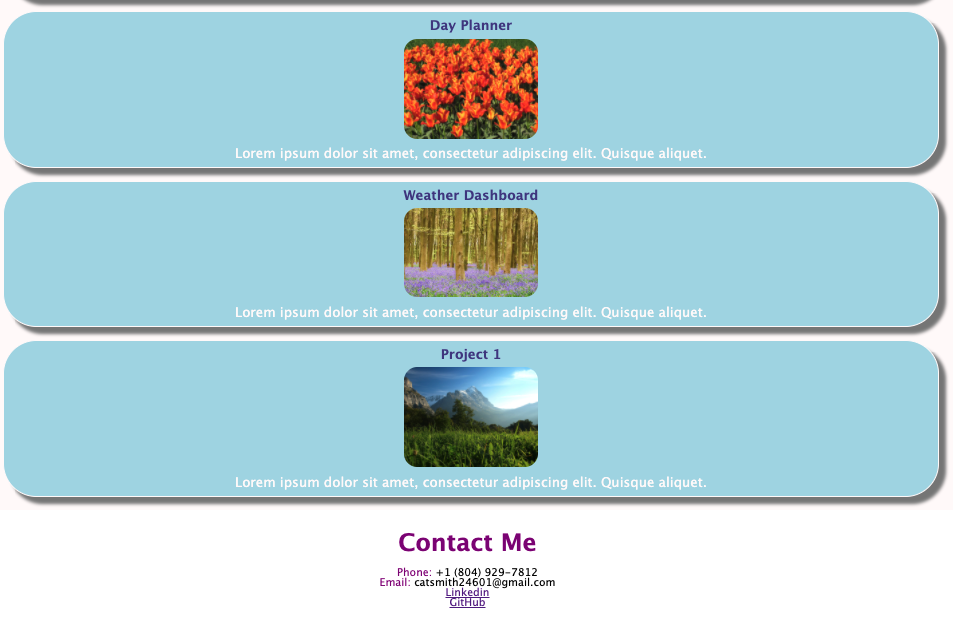 Day Planner
Lorem ipsum dolor sit amet, consectetur adipiscing elit. Quisque aliquet.
Weather Dashboard
Lorem ipsum dolor sit amet, consectetur adipiscing elit. Quisque aliquet.
Project 1
Lorem ipsum dolor sit amet, consectetur adipiscing elit. Quisque aliquet.
Contact Me
Phone: +1 (804) 929-7812
Email: catsmith24601@gmail.com
Linkedin
GitHub